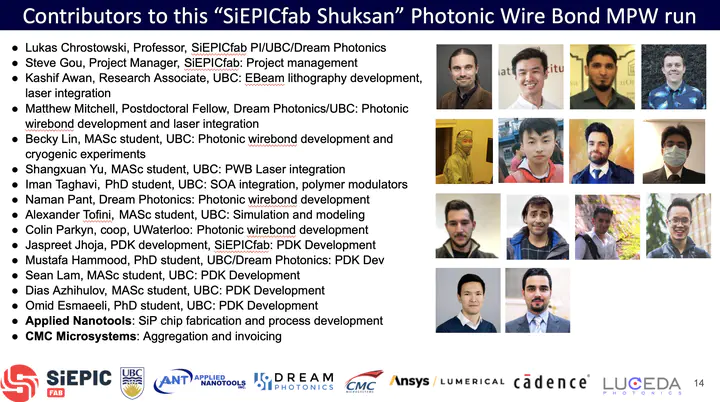 Contributors to this “SiEPICfab Shuksan” Photonic Wire Bond MPW run
● Lukas Chrostowski, Professor, SiEPICfab PI/UBC/Dream Photonics
● Steve Gou, Project Manager, SiEPICfab: Project management
● Kashif Awan, Research Associate, UBC: EBeam lithography development,
laser integration
● Matthew Mitchell, Postdoctoral Fellow, Dream Photonics/UBC: Photonic
wirebond development and laser integration
● Becky Lin, MASc student, UBC: Photonic wirebond development and
cryogenic experiments
● Shangxuan Yu, MASc student, UBC: PWB Laser integration
● Iman Taghavi, PhD student, UBC: SOA integration, polymer modulators
● Naman Pant, Dream Photonics: Photonic wirebond development
● Alexander Tofini, MASc student, UBC: Simulation and modeling
● Colin Parkyn, coop, UWaterloo: Photonic wirebond development
● Jaspreet Jhoja, PDK development, SiEPICfab: PDK Development
● Mustafa Hammood, PhD student, UBC/Dream Photonics: PDK Dev
● Sean Lam, MASc student, UBC: PDK Development
● Dias Azhihulov, MASc student, UBC: PDK Development
● Omid Esmaeeli, PhD student, UBC: PDK Development
● Applied Nanotools: SiP chip fabrication and process development
● CMC Microsystems: Aggregation and invoicing
SiEPIC
FAB
UBC
ANT APPLIED
NANOTOOLS INC.
DREAM
PHOTONICS
CMC
MICROSYSTEMS
Ansys / LUMERICAL
cādence®
LUCEDA
PHOTONICS
14